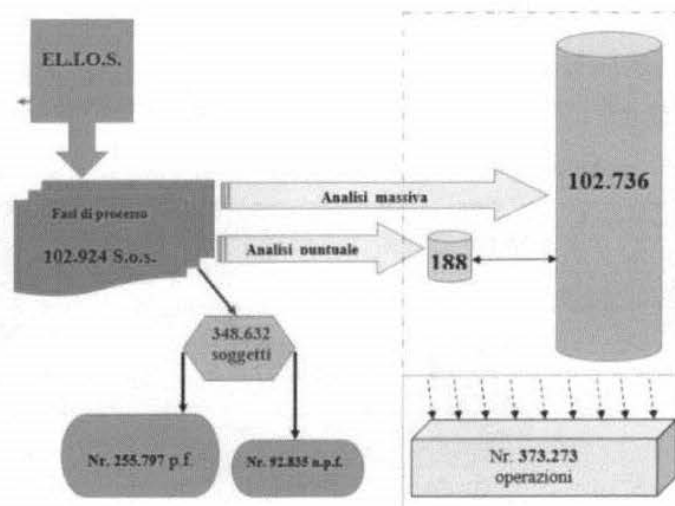 EL.I.O.S.
Fasi di processo
102.924 S.o.s.
Analisi massiva
102.736
Analisi puntuale
188
348.632
soggetti
Nr. 255.797 p.f.
Nr. 92.835 n.p.f.
Nr. 373.273
operazioni